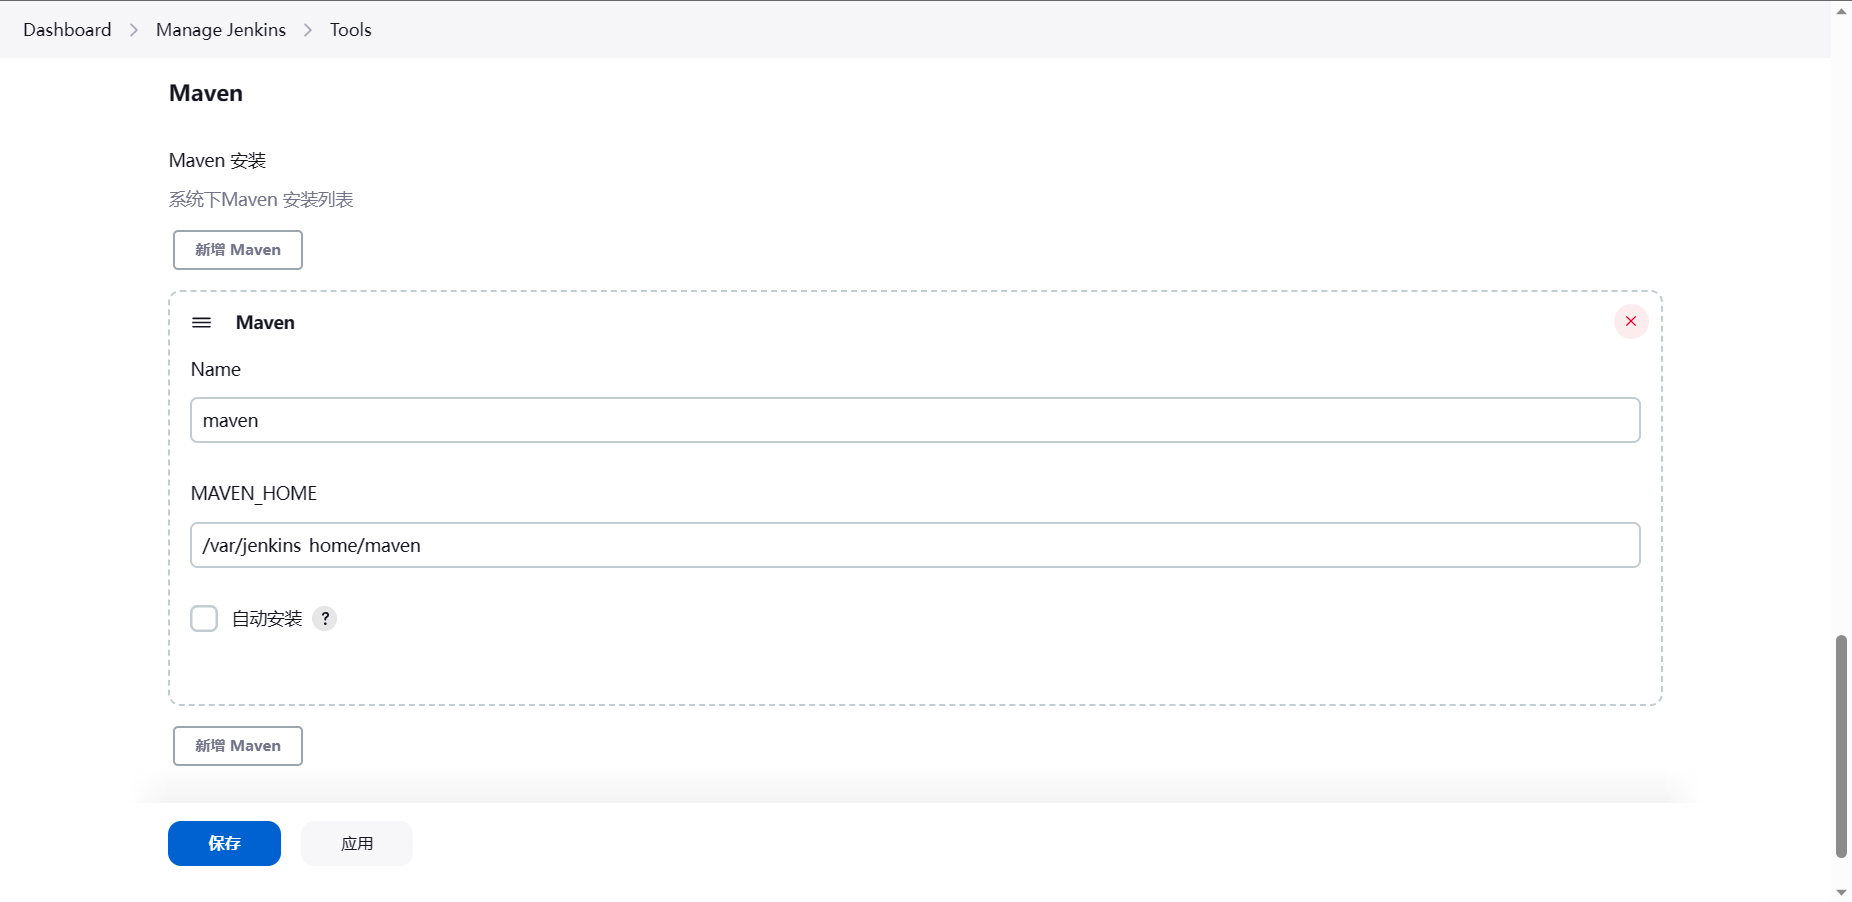 Dashboard > Manage Jenkins > Tools
Maven
Maven 安装
系统下Maven 安装列表
新增 Maven
Maven
Name
maven
MAVEN_HOME
/var/jenkins_home/maven
自动安装 ?
新增 Maven
保存 应用